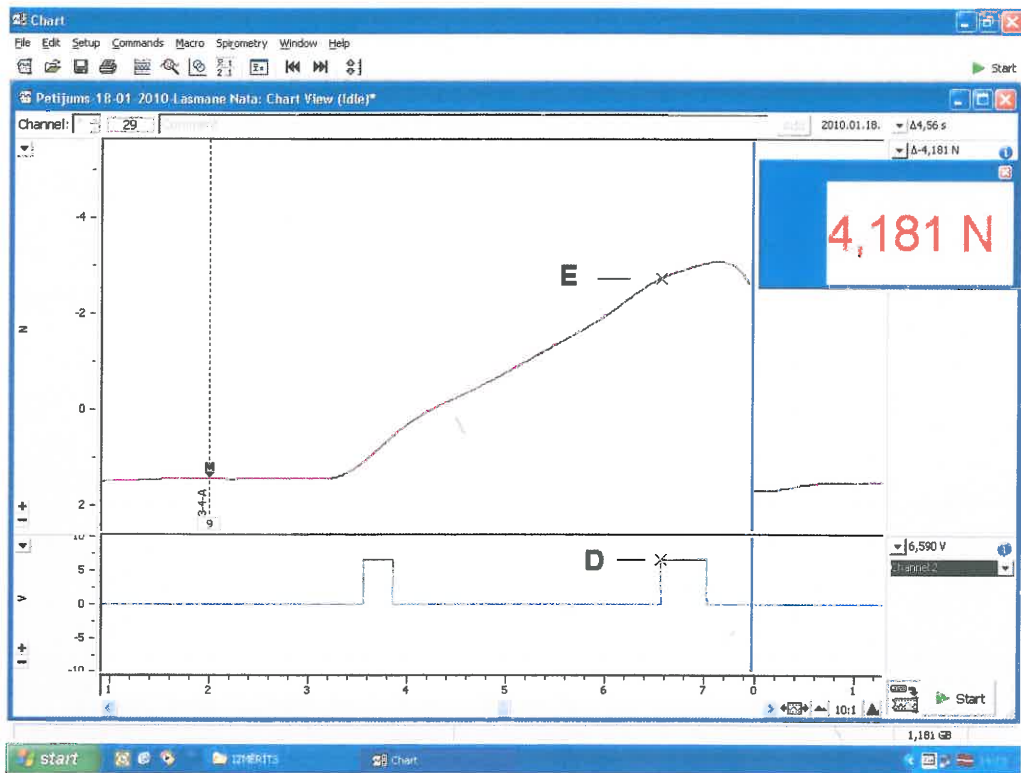 Chart
File Edit Setup Commands Macro Spirometry Window Help
Start
Petijums-18-01-2010-Lasmane Nata: Chart View (Idle)*
Channel: 29 Comment 2010.01.18. Δ4,56 s
Δ-4,181 N
4,181 N
-4
E
-2
N
0
2
3-4-A
9
10
6,590 V
5
D
Channel 2
V
0
-5
-10
1 2 3 4 5 6 7 0 1
10:1
Start
1,181 GB
start
IZMERITS
Chart